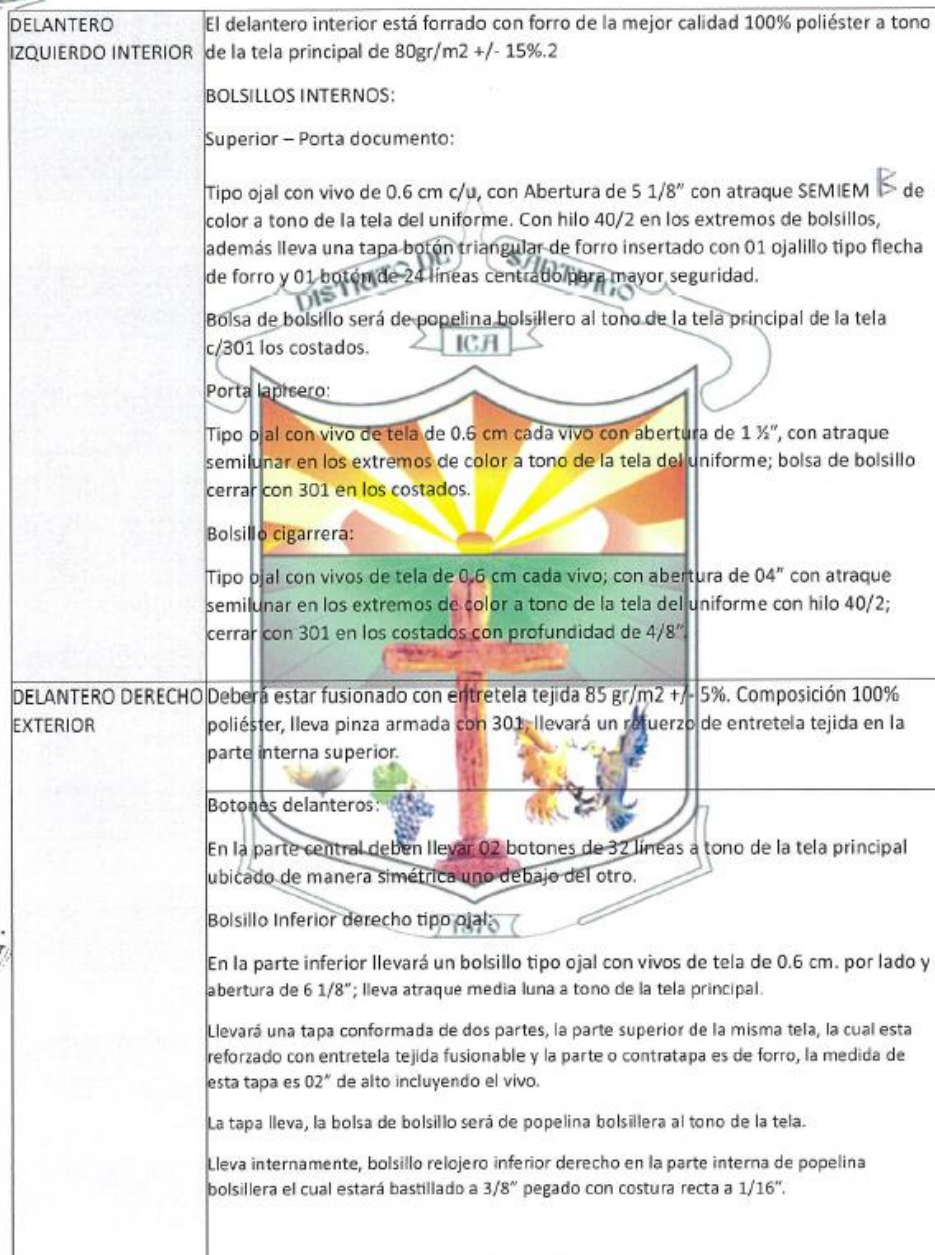 DELANTERO
IZQUIERDO INTERIOR
El delantero interior está forrado con forro de la mejor calidad 100% poliéster a tono
de la tela principal de 80gr/m2 +/- 15%.2
BOLSILLOS INTERNOS:
Superior – Porta documento:
Tipo ojal con vivo de 0.6 cm c/u, con Abertura de 5 1/8” con atraque SEMIEM de
color a tono de la tela del uniforme. Con hilo 40/2 en los extremos de bolsillos,
además lleva una tapa botón triangular de forro insertado con 01 ojalillo tipo flecha
de forro y 01 botón de 24 líneas centrado para mayor seguridad.
DISTRITO DE SANTIAGO
Bolsa de bolsillo será de popelina bolsillero al tono de la tela principal de la tela
c/301 los costados.
ICA
Porta lapicero:
Tipo ojal con vivo de tela de 0.6 cm cada vivo con abertura de 1 ½”, con atraque
semilunar en los extremos de color a tono de la tela del uniforme; bolsa de bolsillo
cerrar con 301 en los costados.
Bolsillo cigarrera:
Tipo ojal con vivos de tela de 0.6 cm cada vivo; con abertura de 04” con atraque
semilunar en los extremos de color a tono de la tela del uniforme con hilo 40/2;
cerrar con 301 en los costados con profundidad de 4/8”.
DELANTERO DERECHO
EXTERIOR
Deberá estar fusionado con entretela tejida 85 gr/m2 +/- 5%. Composición 100%
poliéster, lleva pinza armada con 301, llevará un refuerzo de entretela tejida en la
parte interna superior.
Botones delanteros:
En la parte central deben llevar 02 botones de 32 líneas a tono de la tela principal
ubicado de manera simétrica uno debajo del otro.
Bolsillo Inferior derecho tipo ojal:
1870
En la parte inferior llevará un bolsillo tipo ojal con vivos de tela de 0.6 cm. por lado y
abertura de 6 1/8”; lleva atraque media luna a tono de la tela principal.
Llevará una tapa conformada de dos partes, la parte superior de la misma tela, la cual esta
reforzado con entretela tejida fusionable y la parte o contratapa es de forro, la medida de
esta tapa es 02” de alto incluyendo el vivo.
La tapa lleva, la bolsa de bolsillo será de popelina bolsillera al tono de la tela.
Lleva internamente, bolsillo relojero inferior derecho en la parte interna de popelina
bolsillera el cual estará bastillado a 3/8” pegado con costura recta a 1/16”.